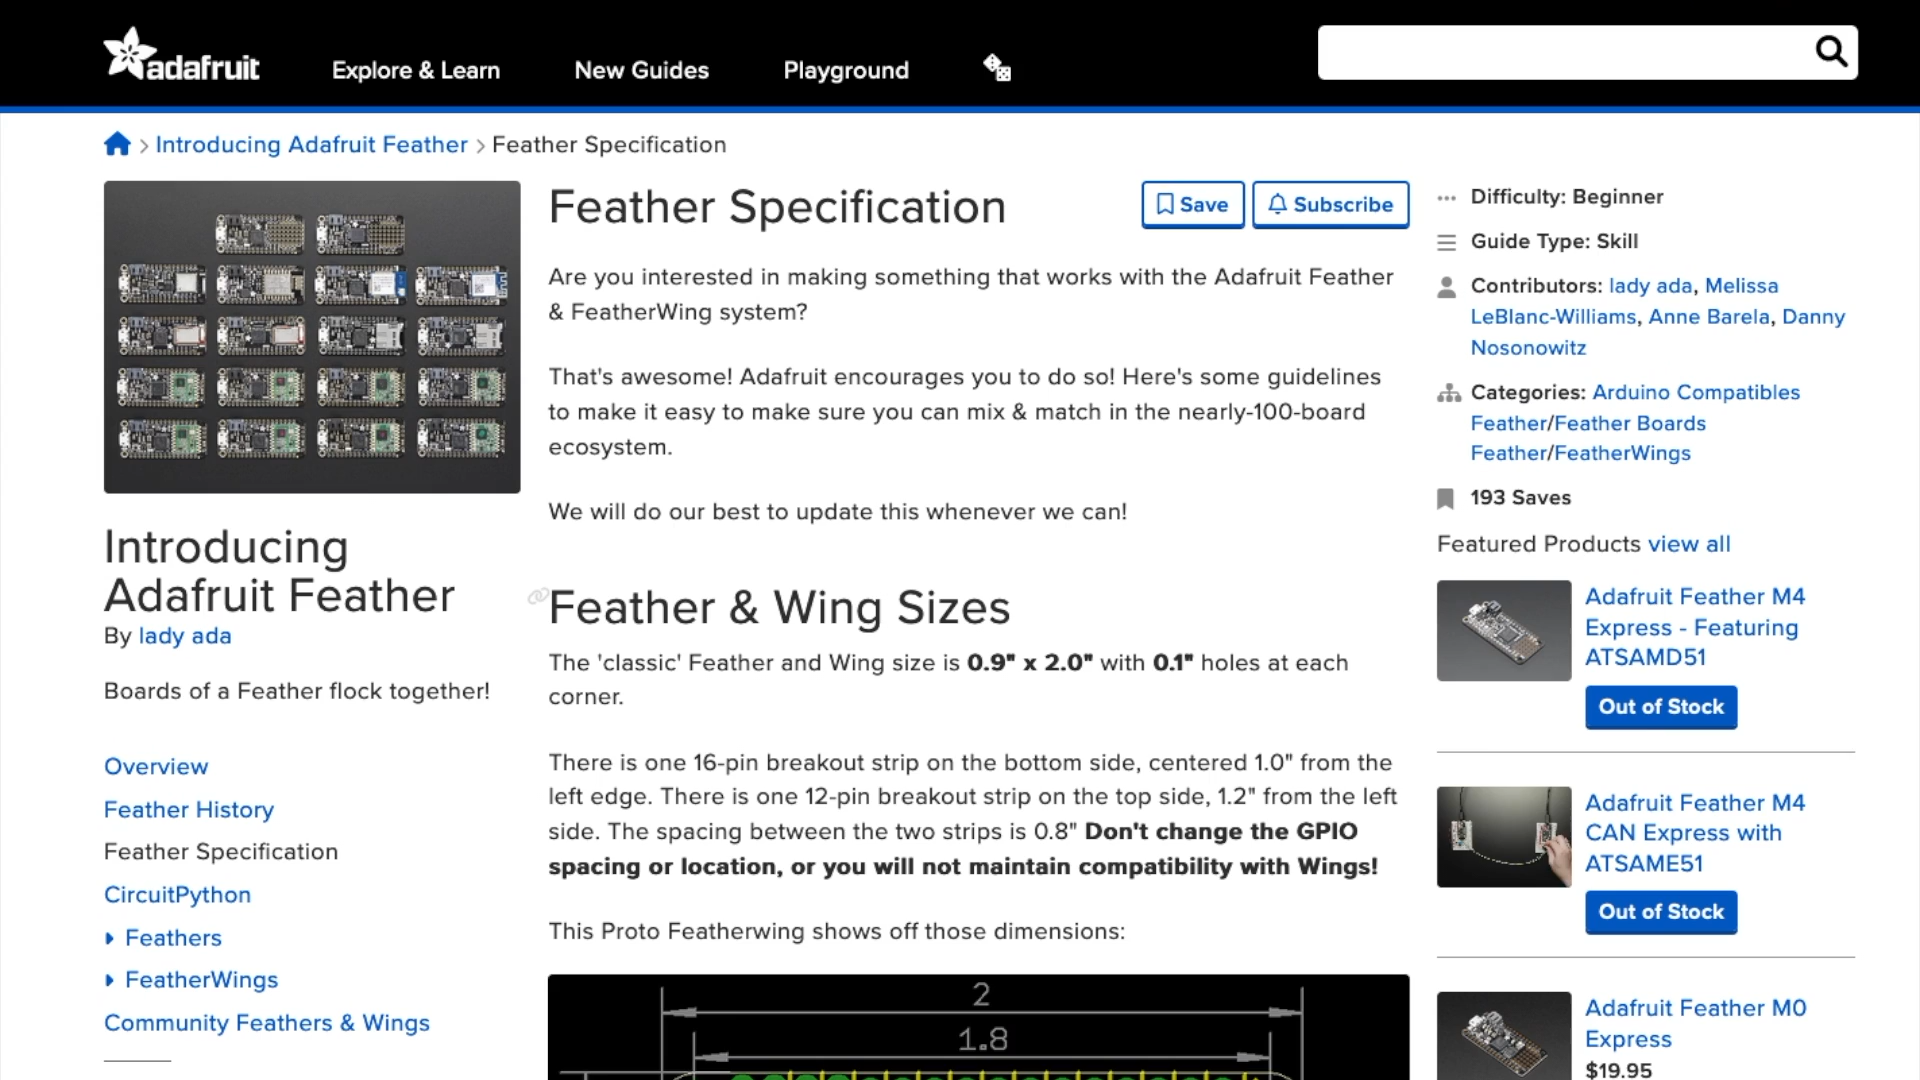 adafruit
Explore & Learn
New Guides
Playground
Introducing Adafruit Feather
Feather Specification
Introducing
Adafruit Feather
By lady ada
Boards of a Feather flock together!
Overview
Feather History
Feather Specification
CircuitPython
Feathers
FeatherWings
Community Feathers & Wings
Feather Specification
Save
Subscribe
Are you interested in making something that works with the Adafruit Feather
& FeatherWing system?
That's awesome! Adafruit encourages you to do so! Here's some guidelines
to make it easy to make sure you can mix & match in the nearly-100-board
ecosystem.
We will do our best to update this whenever we can!
Feather & Wing Sizes
The 'classic' Feather and Wing size is 0.9" x 2.0" with 0.1" holes at each
corner.
There is one 16-pin breakout strip on the bottom side, centered 1.0" from the
left edge. There is one 12-pin breakout strip on the top side, 1.2" from the left
side. The spacing between the two strips is 0.8" Don't change the GPIO
spacing or location, or you will not maintain compatibility with Wings!
This Proto Featherwing shows off those dimensions:
2
1.8
Difficulty: Beginner
Guide Type: Skill
Contributors: lady ada, Melissa
LeBlanc-Williams, Anne Barela, Danny
Nosonowitz
Categories: Arduino Compatibles
Feather/Feather Boards
Feather/FeatherWings
193 Saves
Featured Products view all
Adafruit Feather M4
Express - Featuring
ATSAMD51
Out of Stock
Adafruit Feather M4
CAN Express with
ATSAME51
Out of Stock
Adafruit Feather M0
Express
$19.95